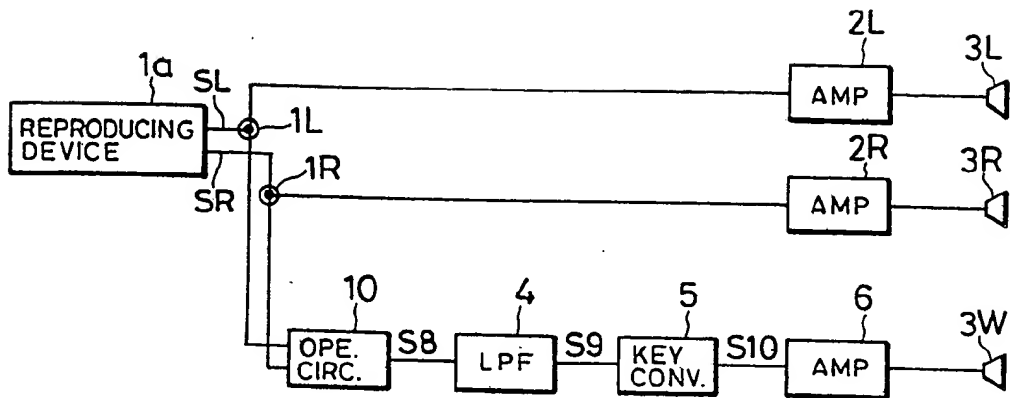 2L
3L
1a
SL
AMP
REPRODUCING
DEVICE
1L
2R
3R
1R
SR
AMP
10
4
5
6
3W
OPE.
CIRC.
S8
LPF
S9
KEY
CONV.
S10
AMP